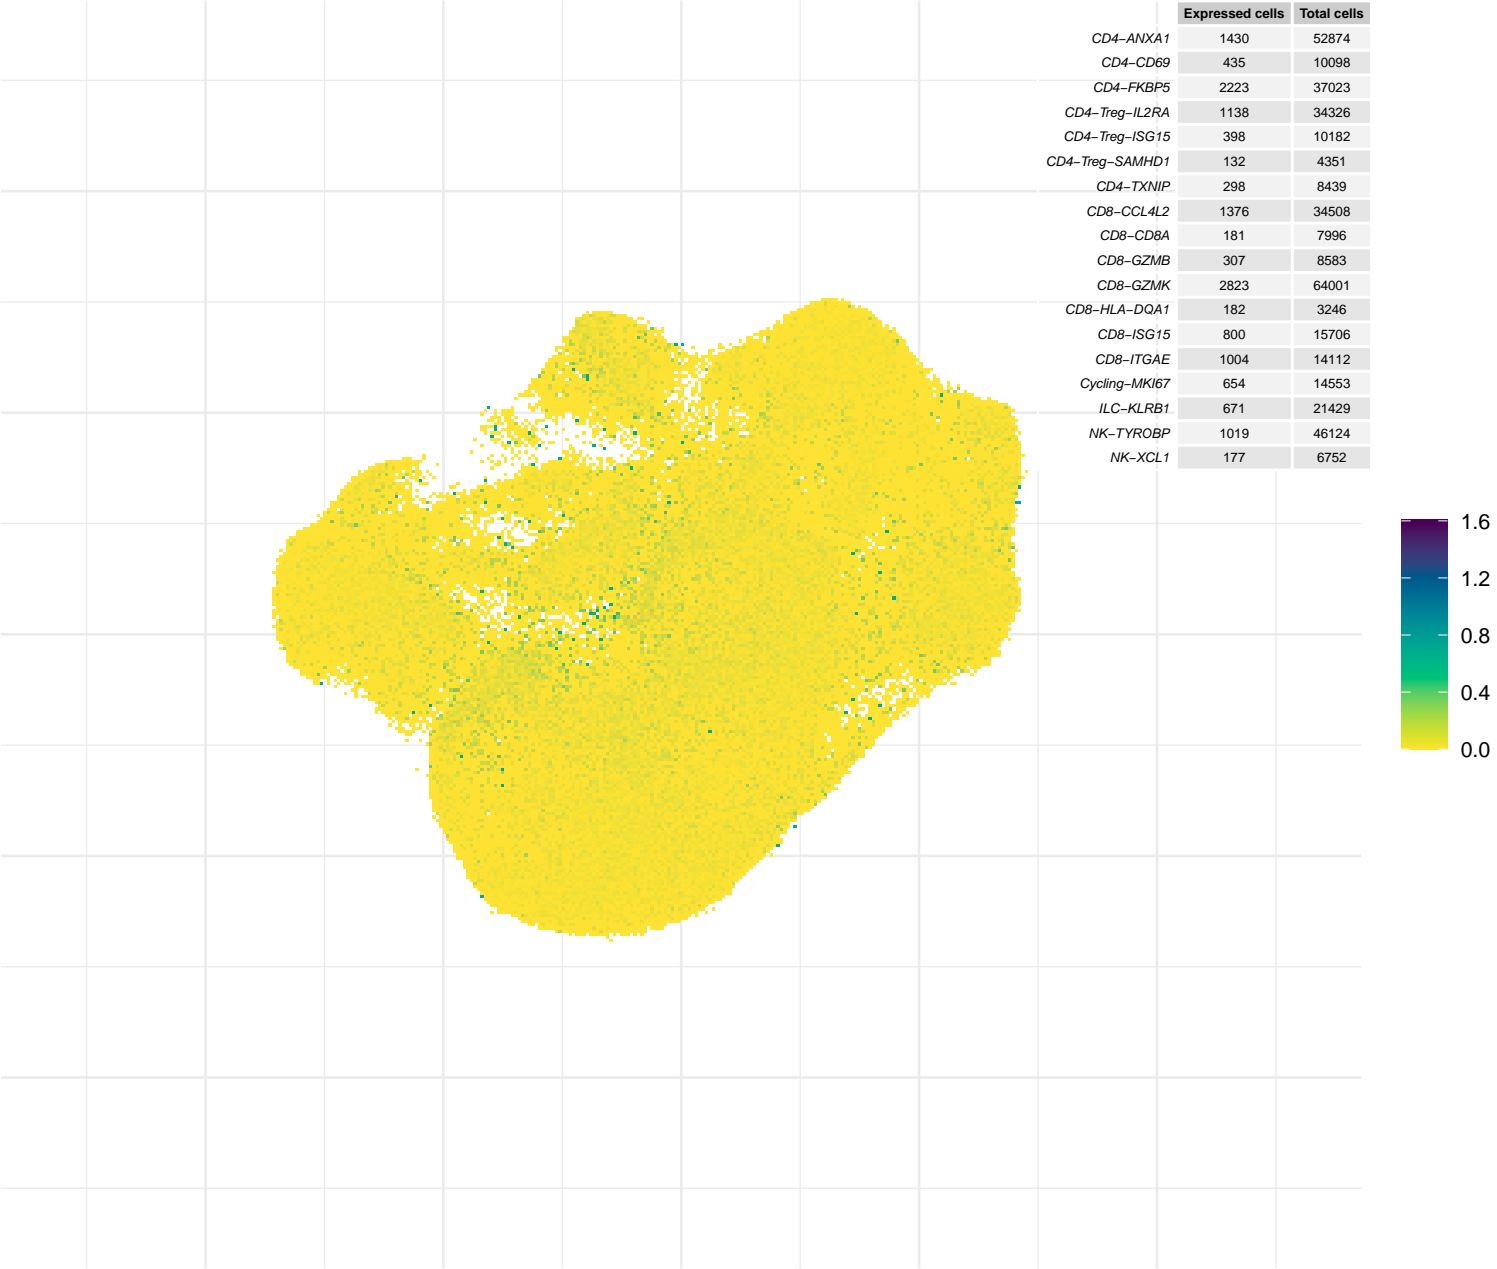 Expressed cells Total cells
CD4−ANXA1 1430 52874
CD4−CD69 435 10098
CD4−FKBP5 2223 37023
CD4−Treg−IL2RA 1138 34326
CD4−Treg−ISG15 398 10182
CD4−Treg−SAMHD1 132 4351
CD4−TXNIP 298 8439
CD8−CCL4L2 1376 34508
CD8−CD8A 181 7996
CD8−GZMB 307 8583
CD8−GZMK 2823 64001
CD8−HLA−DQA1 182 3246
CD8−ISG15 800 15706
CD8−ITGAE 1004 14112
Cycling−MKI67 654 14553
ILC−KLRB1 671 21429
NK−TYROBP 1019 46124
NK−XCL1 177 6752
1.6
1.2
0.8
0.4
0.0